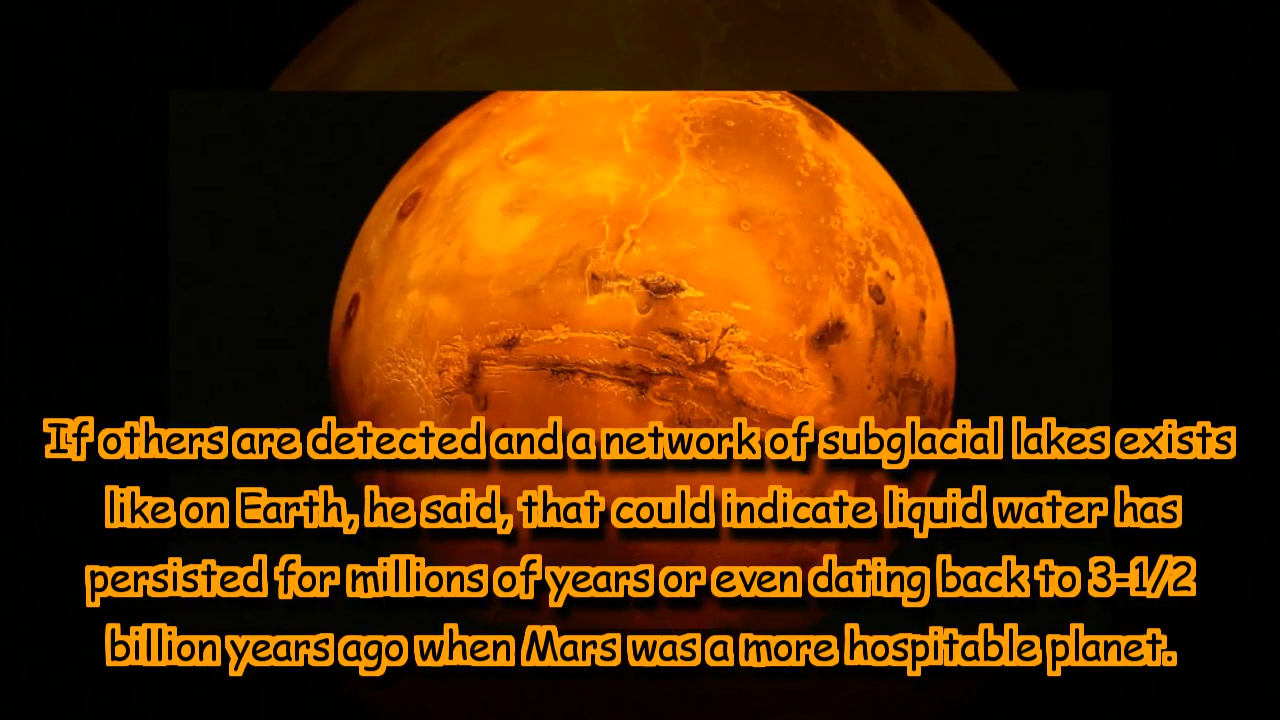 If others are detected and a network of subglacial lakes exists
like on Earth, he said, that could indicate liquid water has
persisted for millions of years or even dating back to 3-1/2
billion years ago when Mars was a more hospitable planet.